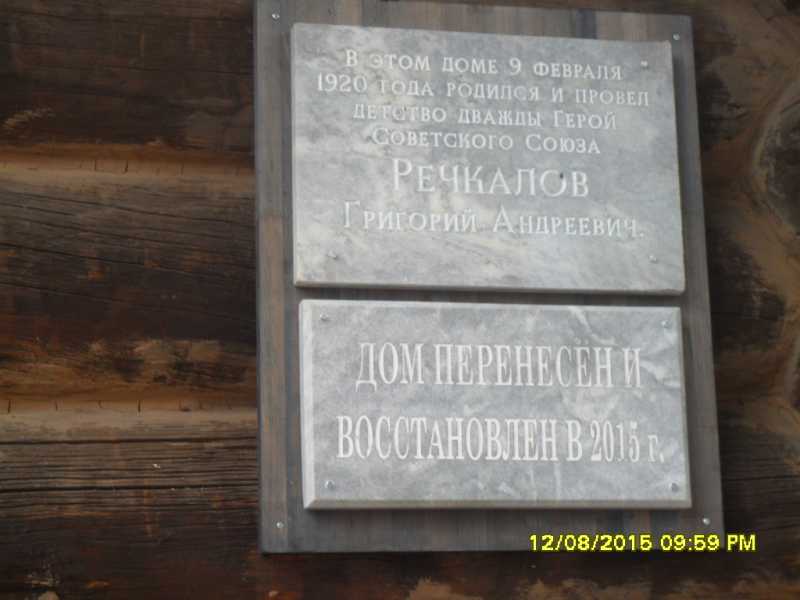 В ЭТОМ ДОМЕ 9 ФЕВРАЛЯ
1920 ГОДА РОДИЛСЯ И ПРОВЕЛ
ДЕТСТВО ДВАЖДЫ ГЕРОЙ
СОВЕТСКОГО СОЮЗА
РЕЧКАЛОВ
ГРИГОРИЙ АНДРЕЕВИЧ.
ДОМ ПЕРЕНЕСЁН И
ВОССТАНОВЛЕН В 2015 г.
12/08/2015 09:59 PM